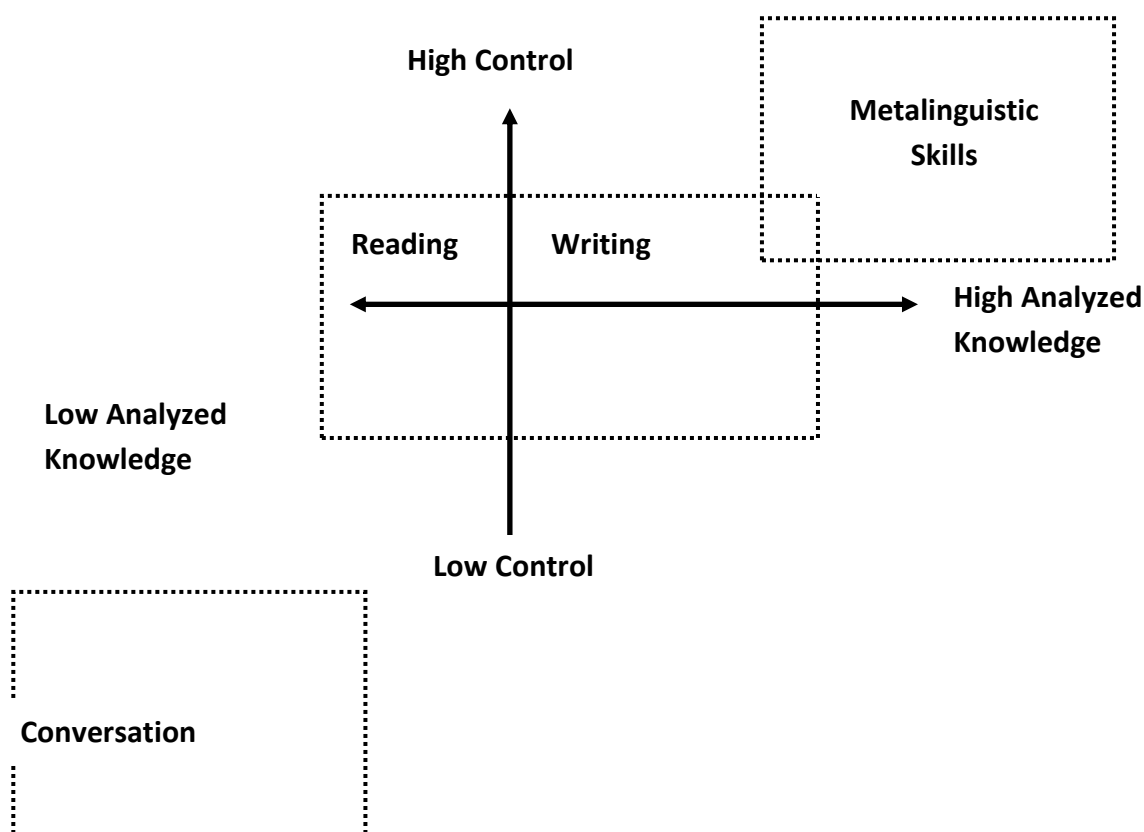 High Control
Metalinguistic
Skills
Reading
Writing
High Analyzed
Knowledge
Low Analyzed
Knowledge
Low Control
Conversation